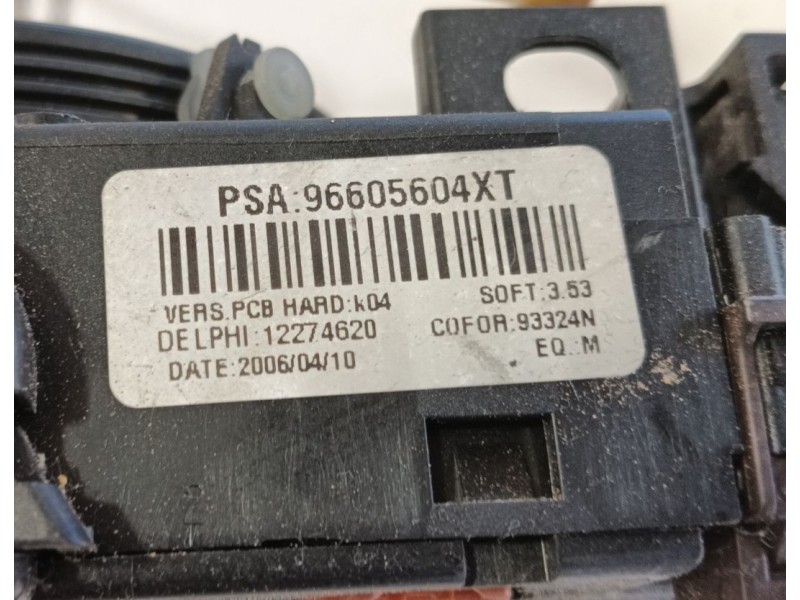 PSA:96605604XT
VERS.PCB HARD:k04 SOFT:3.53
DELPHI:12274620 COFOR:93324N
DATE:2006/04/10 EQ.:M